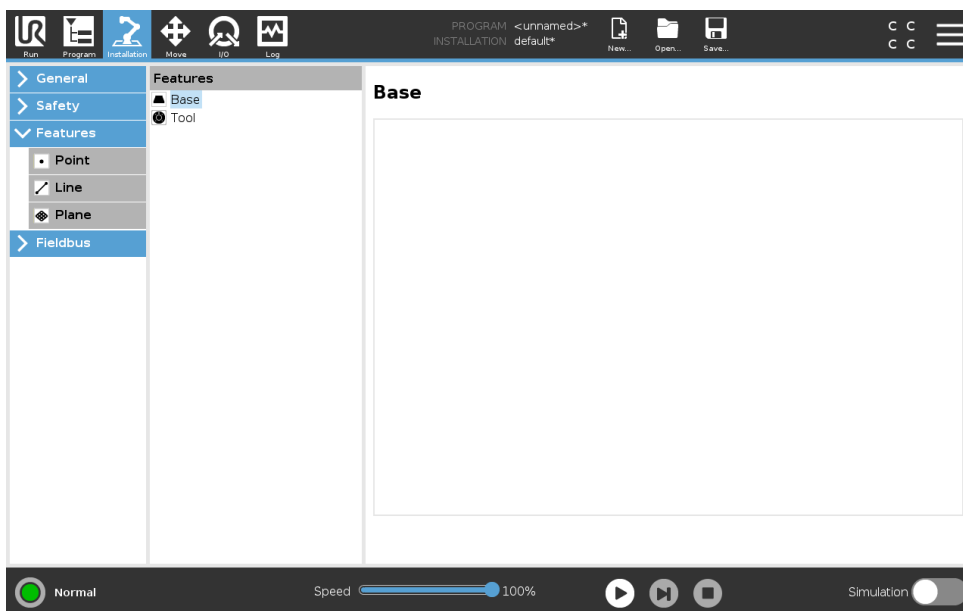 Run Program Installation Move I/O Log
PROGRAM <unnamed>*
INSTALLATION default*
New... Open... Save...
C C
C C
General
Safety
Features
Point
Line
Plane
Fieldbus
Features
Base
Tool
Base
Normal
Speed 100%
Simulation